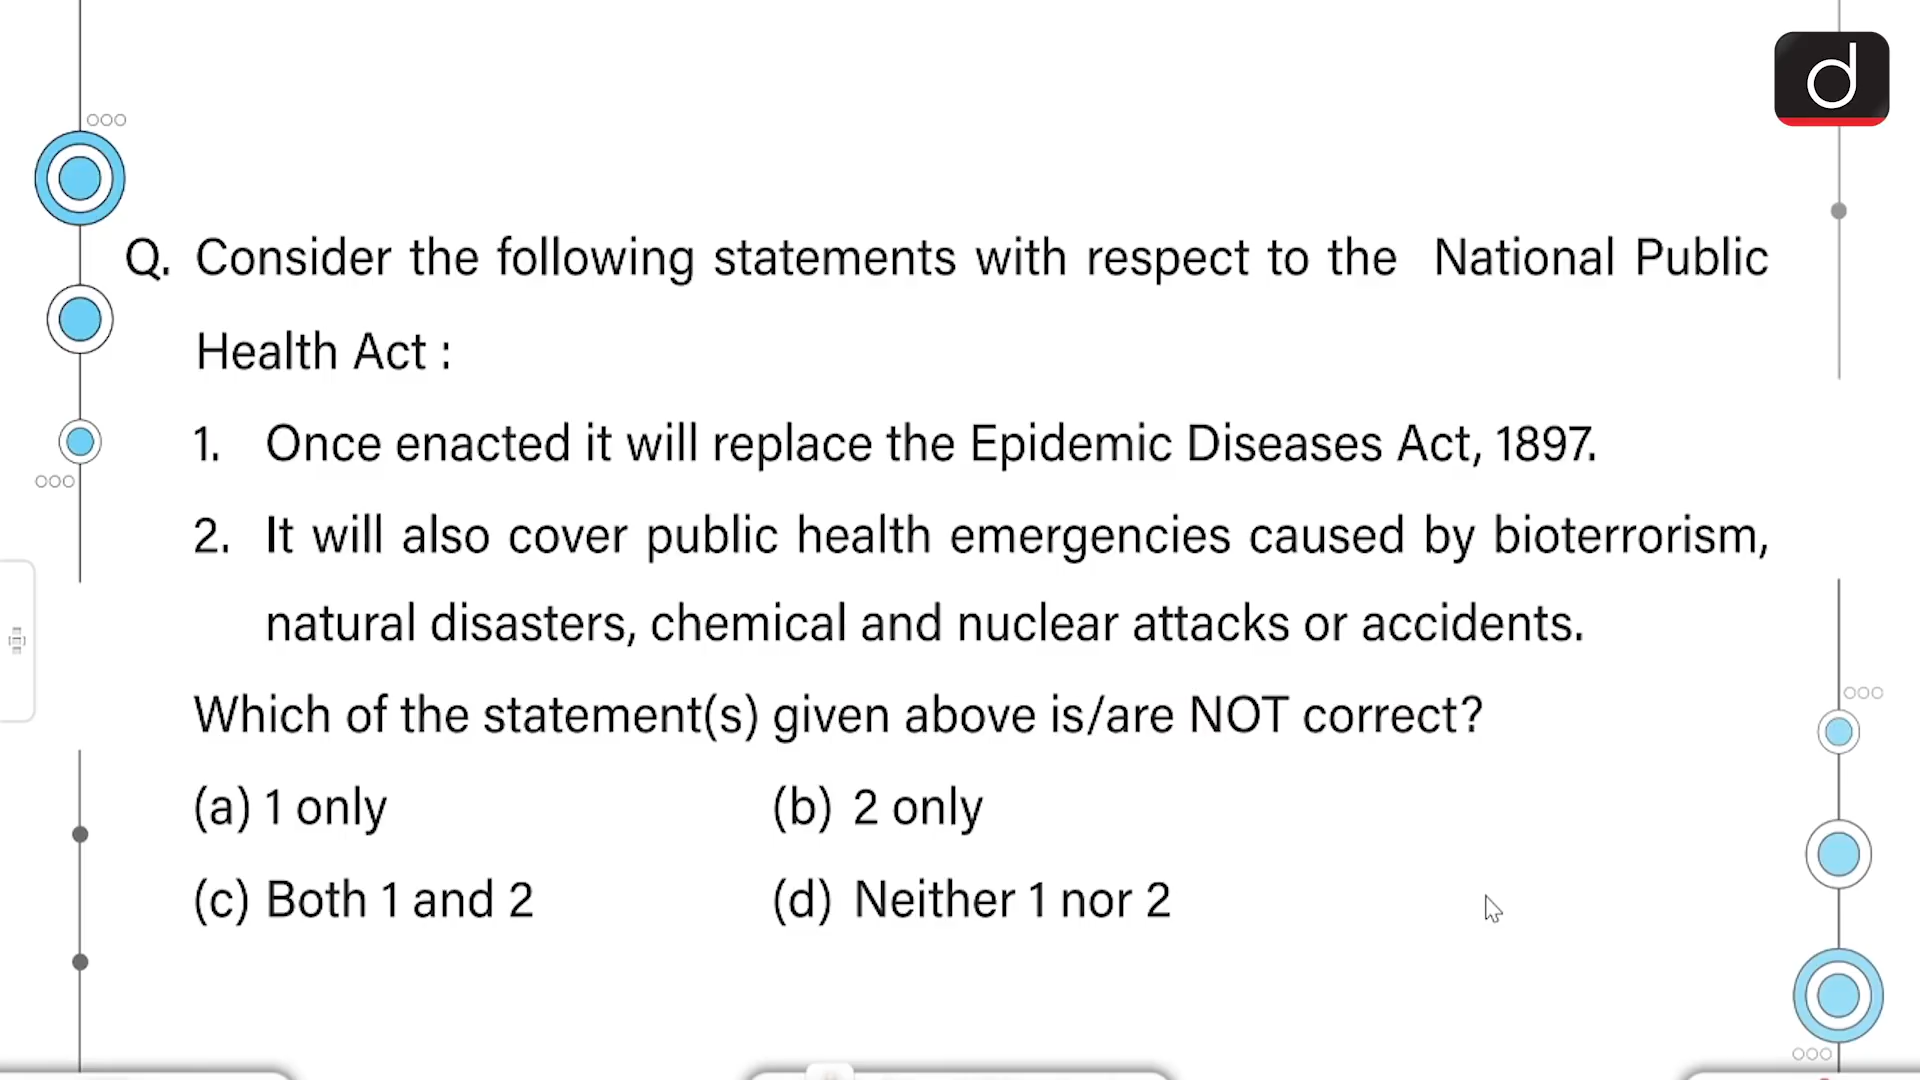 d
Q. Consider the following statements with respect to the National Public
Health Act :
1. Once enacted it will replace the Epidemic Diseases Act, 1897.
2. It will also cover public health emergencies caused by bioterrorism,
natural disasters, chemical and nuclear attacks or accidents.
Which of the statement(s) given above is/are NOT correct?
(a) 1 only (b) 2 only
(c) Both 1 and 2 (d) Neither 1 nor 2